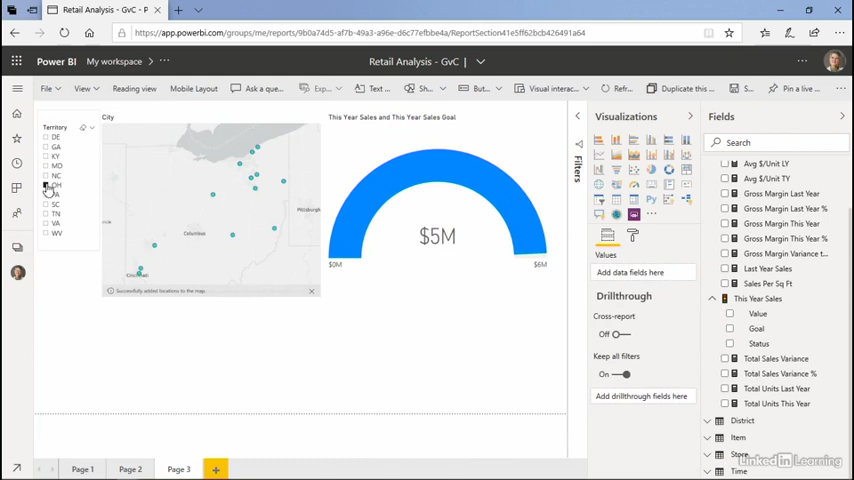 Retail Analysis - GvC - P
https://app.powerbi.com/groups/me/reports/9b0a74d5-af7b-49a3-a96e-d6c77efbbe4a/ReportSection41e5ff62bcb426491a64
Power BI My workspace
Retail Analysis - GvC
File View Reading view Mobile Layout Ask a que... Exp... Text ... Sh... But... Visual interac... Refr... Duplicate this ... S... Pin a live ...
Territory
DE
GA
KY
MD
NC
OH
PA
SC
TN
VA
WV
City
Pittsburgh
Columbus
Cincinnati
Successfully added locations to the map.
This Year Sales and This Year Sales Goal
$5M
$0M
$6M
Filters
Visualizations
Py
Values
Add data fields here
Drillthrough
Cross-report
Off
Keep all filters
On
Add drillthrough fields here
Fields
Search
Avg $/Unit LY
Avg $/Unit TY
Gross Margin Last Year
Gross Margin Last Year %
Gross Margin This Year
Gross Margin This Year %
Gross Margin Variance t...
Last Year Sales
Sales Per Sq Ft
This Year Sales
Value
Goal
Status
Total Sales Variance
Total Sales Variance %
Total Units Last Year
Total Units This Year
District
Item
Store
Time
Page 1 Page 2 Page 3
LinkedIn Learning